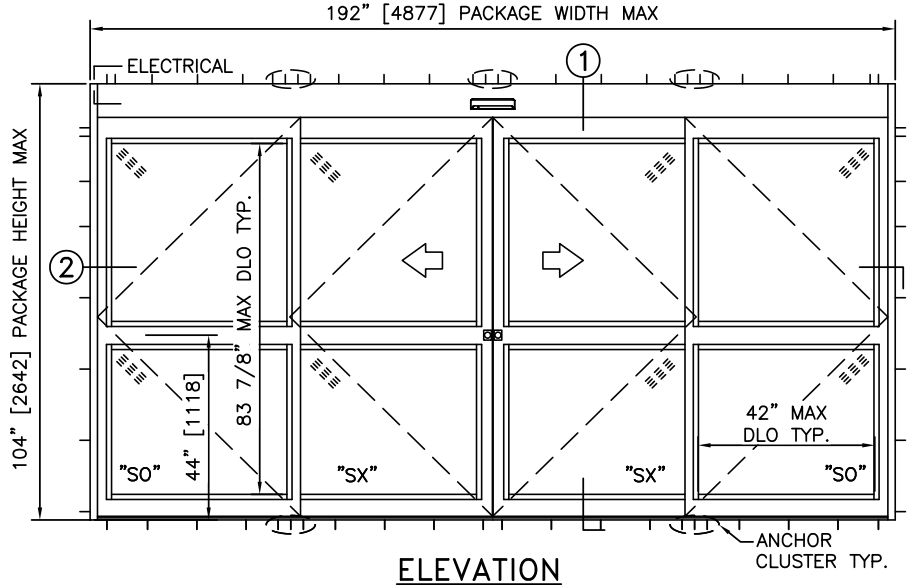 192" [4877] PACKAGE WIDTH MAX
ELECTRICAL
1
104" [2642] PACKAGE HEIGHT MAX
2
83 7/8" MAX DLO TYP.
44" [1118]
42" MAX
DLO TYP.
"SO"
"SX"
"SX"
"SO"
ANCHOR
CLUSTER TYP.
ELEVATION